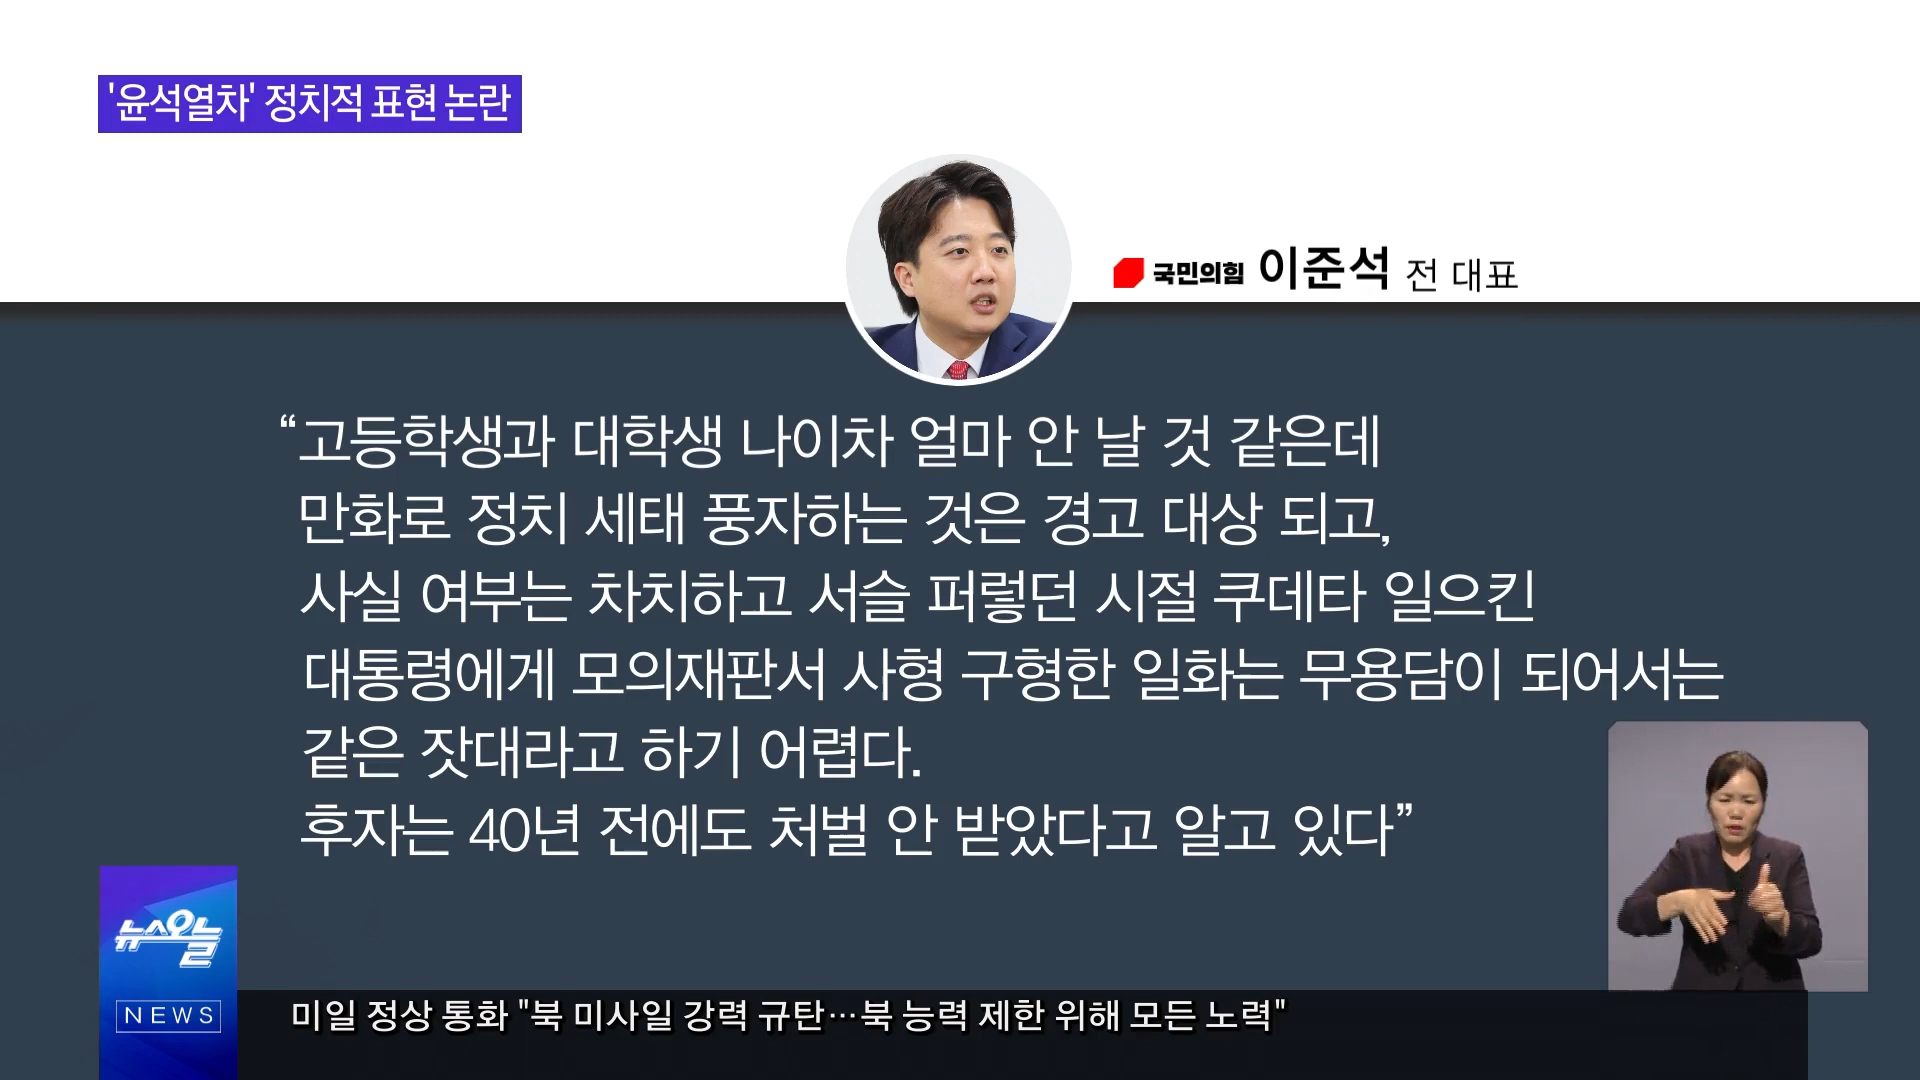 '윤석열차' 정치적 표현 논란
국민의힘 이준석 전 대표
“고등학생과 대학생 나이차 얼마 안 날 것 같은데
만화로 정치 세태 풍자하는 것은 경고 대상 되고,
사실 여부는 차치하고 서슬 퍼렇던 시절 쿠데타 일으킨
대통령에게 모의재판서 사형 구형한 일화는 무용담이 되어서는
같은 잣대라고 하기 어렵다.
후자는 40년 전에도 처벌 안 받았다고 알고 있다”
뉴스오늘
NEWS
미일 정상 통화 "북 미사일 강력 규탄…북 능력 제한 위해 모든 노력"